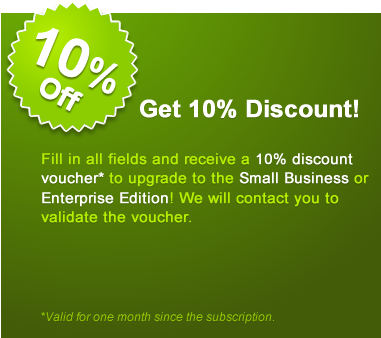 10%
Off
Get 10% Discount!
Fill in all fields and receive a 10% discount
voucher* to upgrade to the Small Business or
Enterprise Edition! We will contact you to
validate the voucher.
*Valid for one month since the subscription.